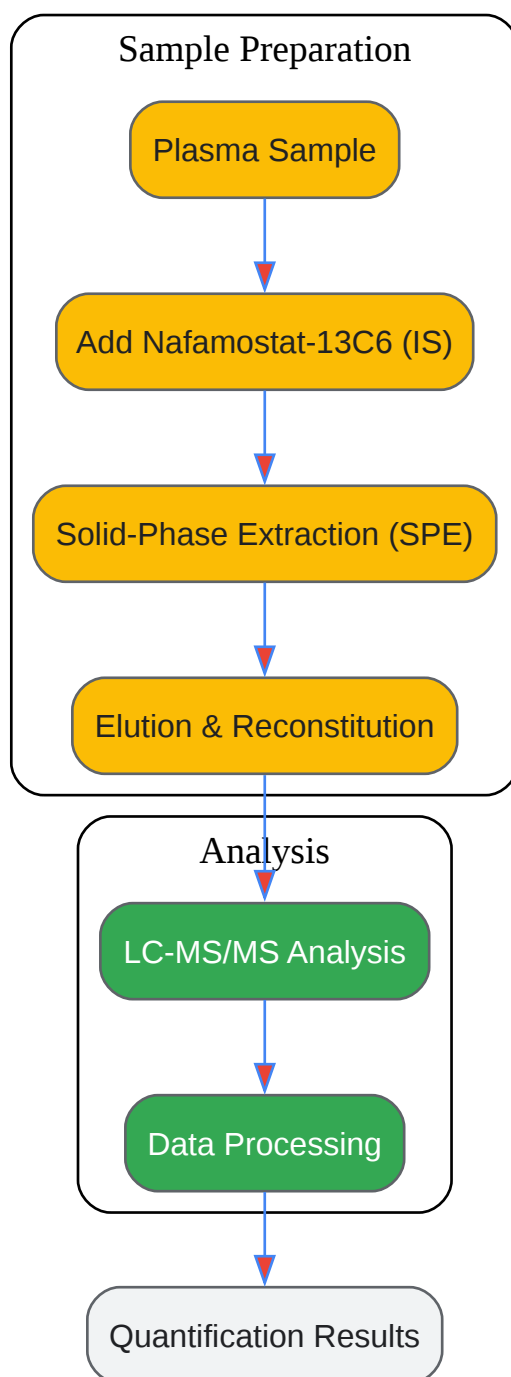 Sample Preparation
Plasma Sample
Add Nafamostat-13C6 (IS)
Solid-Phase Extraction (SPE)
Elution & Reconstitution
Analysis
LC-MS/MS Analysis
Data Processing
Quantification Results